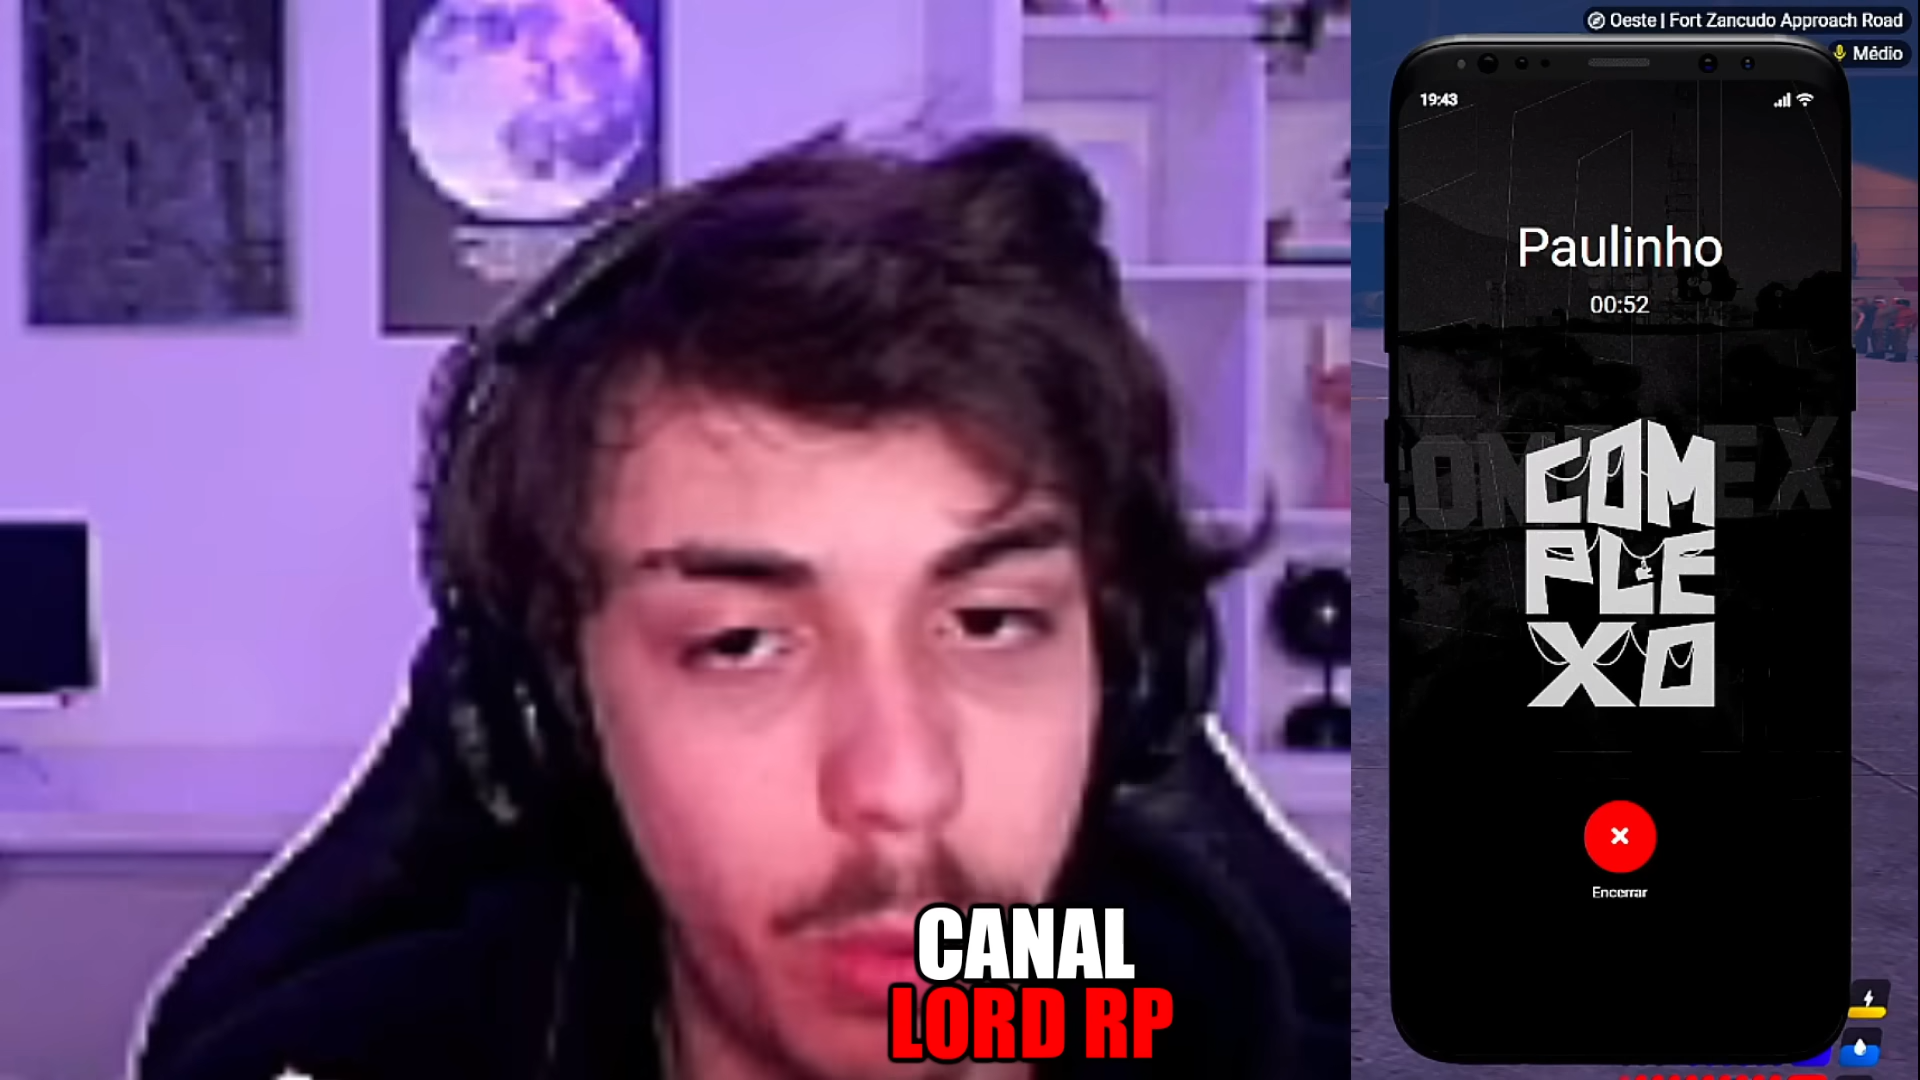 Oeste | Fort Zancudo Approach Road
Médio
19:43
Paulinho
00:52
COM
PLE
XO
Encerrar
CANAL
LORD RP